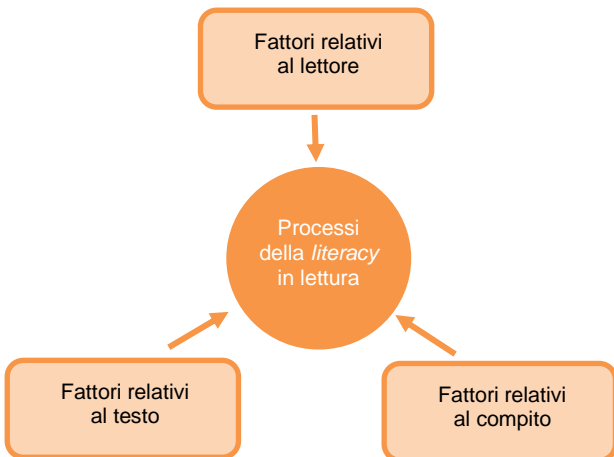 Fattori relativi
al lettore
Processi
della literacy
in lettura
Fattori relativi
al testo
Fattori relativi
al compito